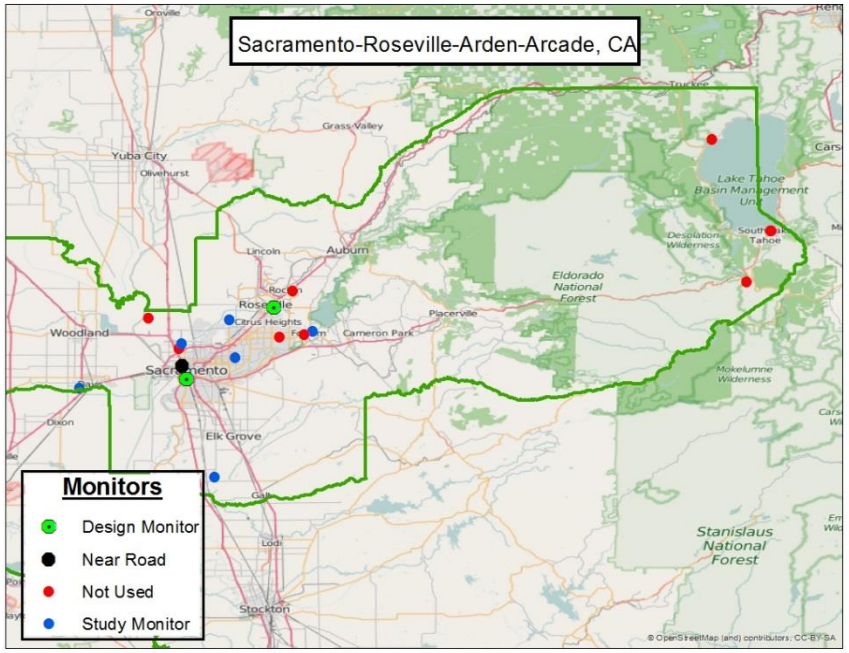 Oroville
Reno
Sacramento-Roseville-Arden-Arcade, CA
Truckee
Grass Valley
Yuba City
Olivehurst
Lake Tahoe
Basin Management
Unit
Auburn
Lincoln
Desolation
Wilderness
South Lake
Tahoe
Rocklin
Roseville
Eldorado
National
Forest
Citrus Heights
Folsom
Cameron Park
Placerville
Woodland
Sacramento
Davis
Mokelumne
Wilderness
Dixon
Elk Grove
Galt
Lodi
Stockton
Stanislaus
National
Forest
Monitors
Design Monitor
Near Road
Not Used
Study Monitor
© OpenStreetMap (and) contributors, CC-BY-SA